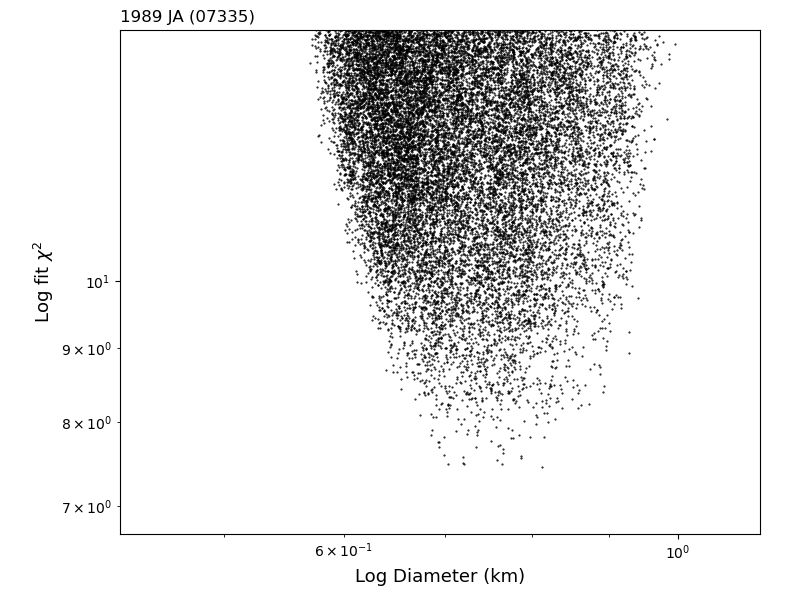 1989 JA (07335)
Log fit χ²
10¹
9 × 10⁰
8 × 10⁰
7 × 10⁰
6 × 10⁻¹
10⁰
Log Diameter (km)